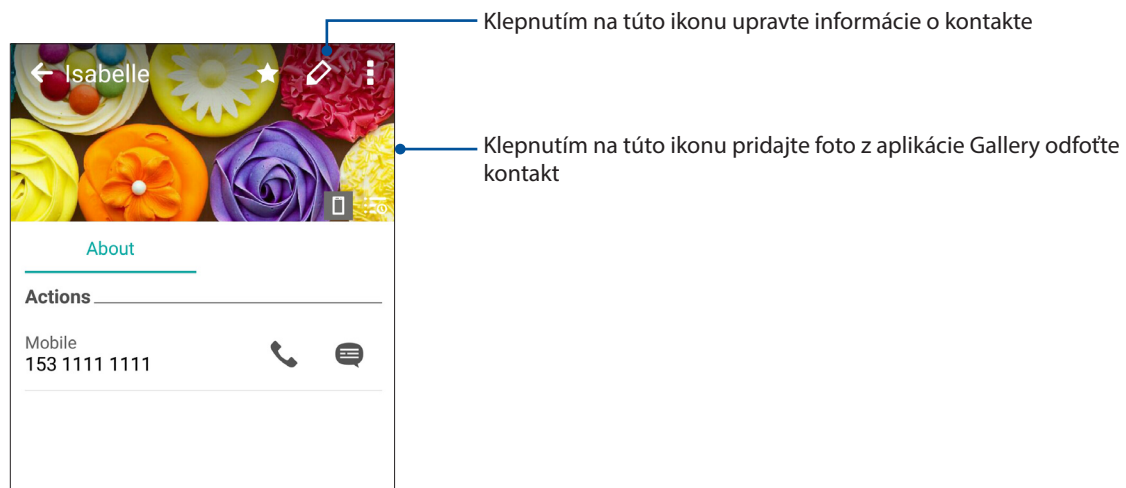 Klepnutím na túto ikonu upravte informácie o kontakte
Isabelle
Klepnutím na túto ikonu pridajte foto z aplikácie Gallery odfoťte
kontakt
About
Actions
Mobile
153 1111 1111